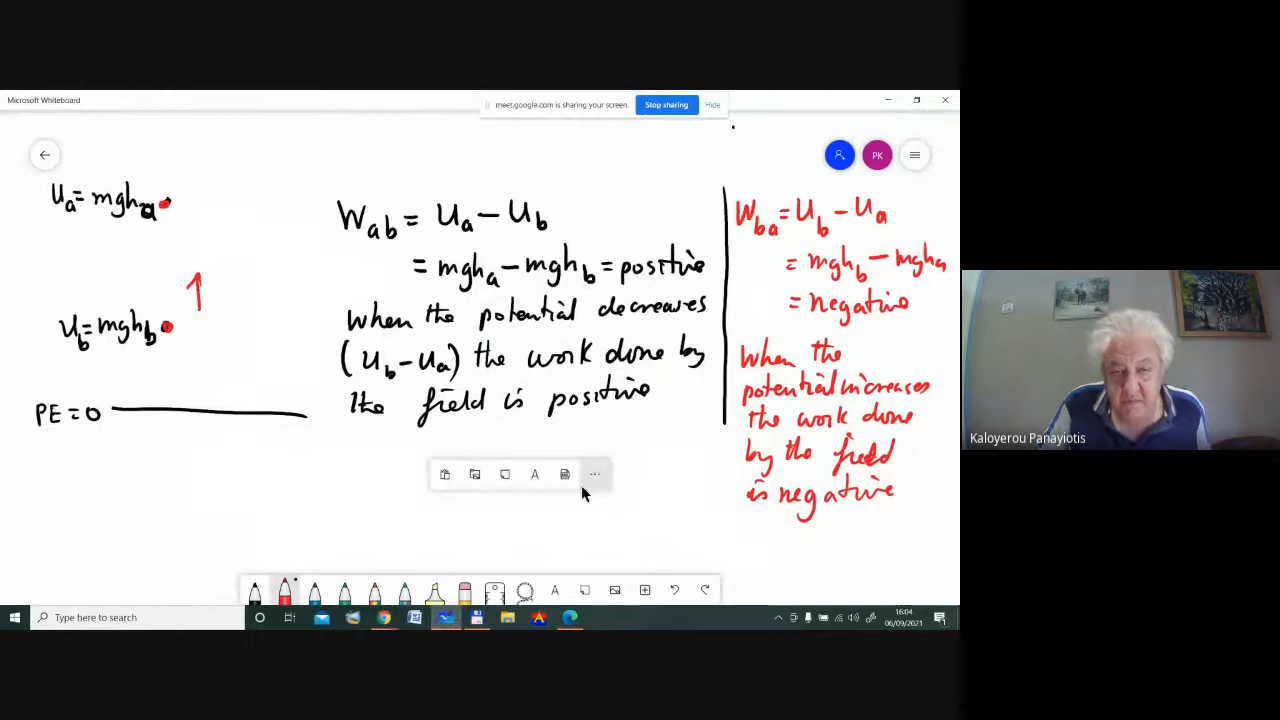 Microsoft Whiteboard
meet.google.com is sharing your screen.
Stop sharing
Hide
PK
Ua = mgha
Ub = mghb
PE = 0
Wab = Ua − Ub
= mgha − mghb = positive
When the potential decreases
(Ub − Ua) the work done by
the field is positive
Wba = Ub − Ua
= mghb − mgha
= negative
When the
potential increases
the work done
by the field
is negative
Kaloyerou Panayiotis
Type here to search
16:04
06/09/2021